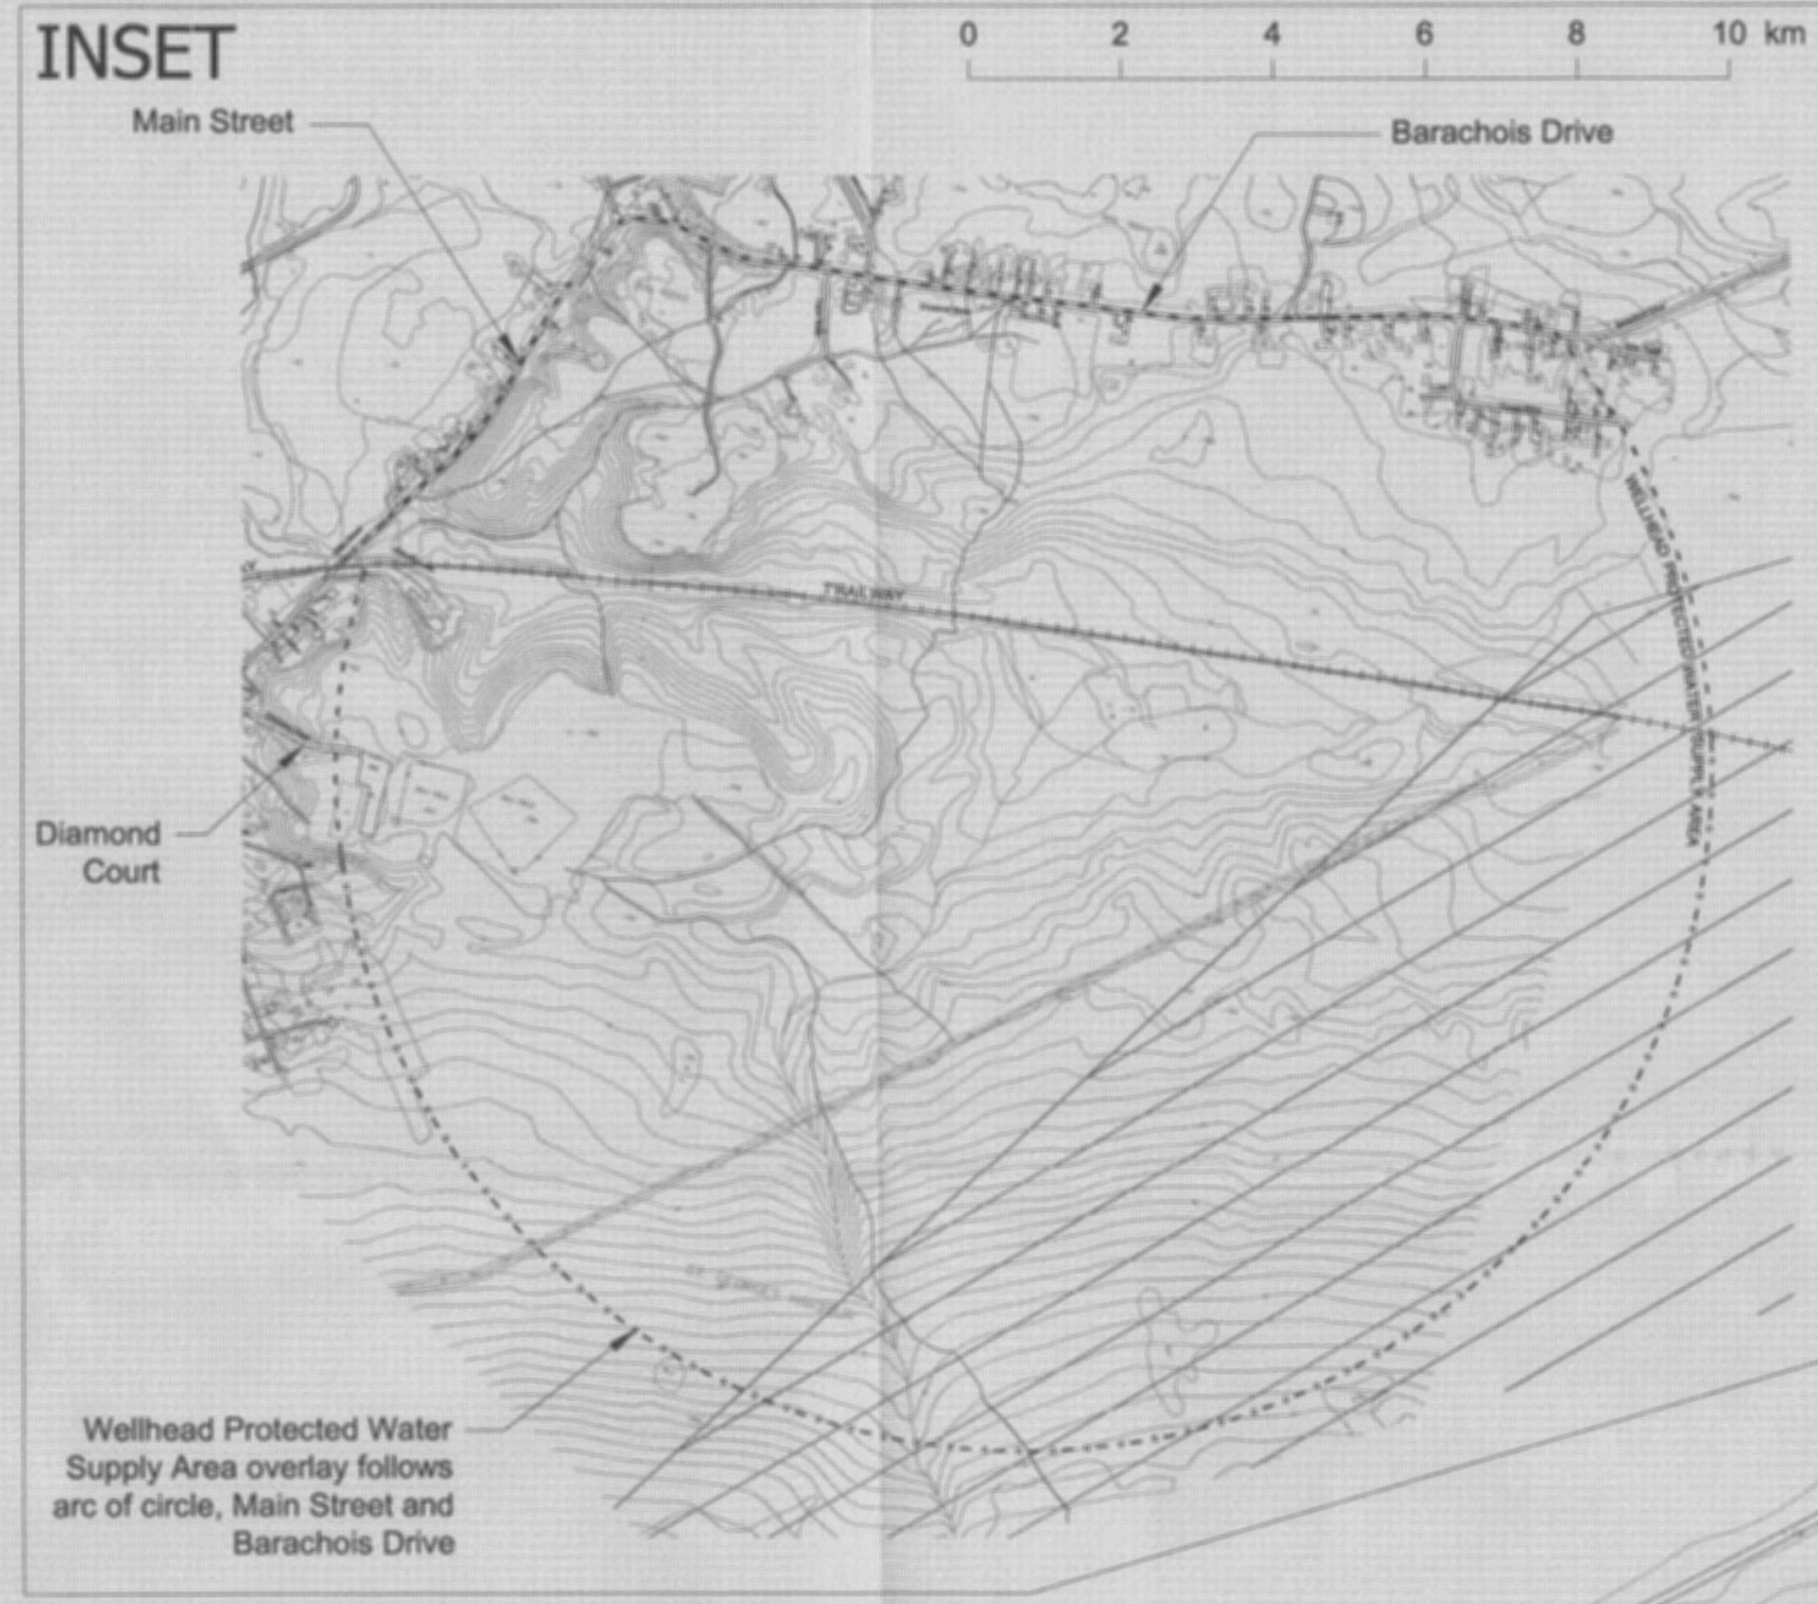 INSET
0 2 4 6 8 10 km
Main Street
Barachois Drive
WELLHEAD PROTECTED WATER SUPPLY AREA
TRAILWAY
Diamond
Court
Wellhead Protected Water
Supply Area overlay follows
arc of circle, Main Street and
Barachois Drive